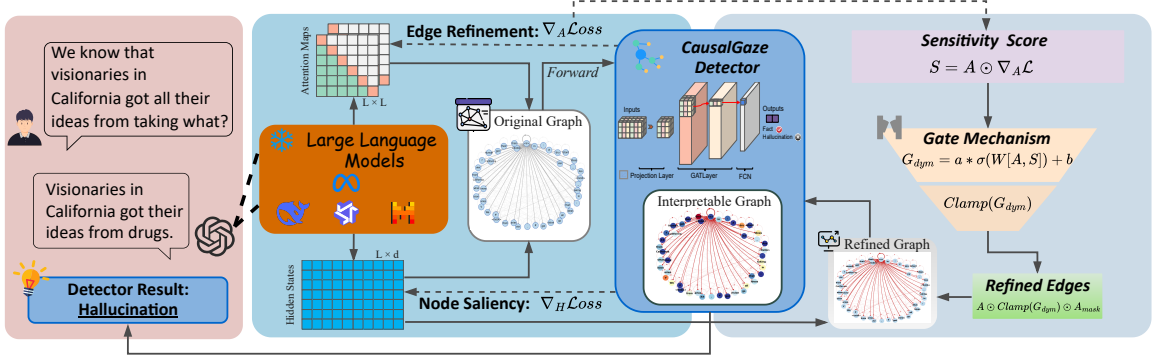 We know that
visionaries in
California got all their
ideas from taking what?
Visionaries in
California got their
ideas from drugs.
Detector Result:
Hallucination
Attention Maps
L × L
Large Language
Models
L × d
Hidden States
Edge Refinement: ∇_A ℒoss
Forward
Original Graph
Node Saliency: ∇_H ℒoss
CausalGaze
Detector
Inputs
Outputs
Fact
Hallucination
Projection Layer
GATLayer
FCN
Interpretable Graph
Sensitivity Score
S = A ⊙ ∇_A ℒ
Gate Mechanism
G_dym = a ∗ σ(W[A, S]) + b
Clamp(G_dym)
Refined Graph
Refined Edges
A ⊙ Clamp(G_dym) ⊙ A_mask